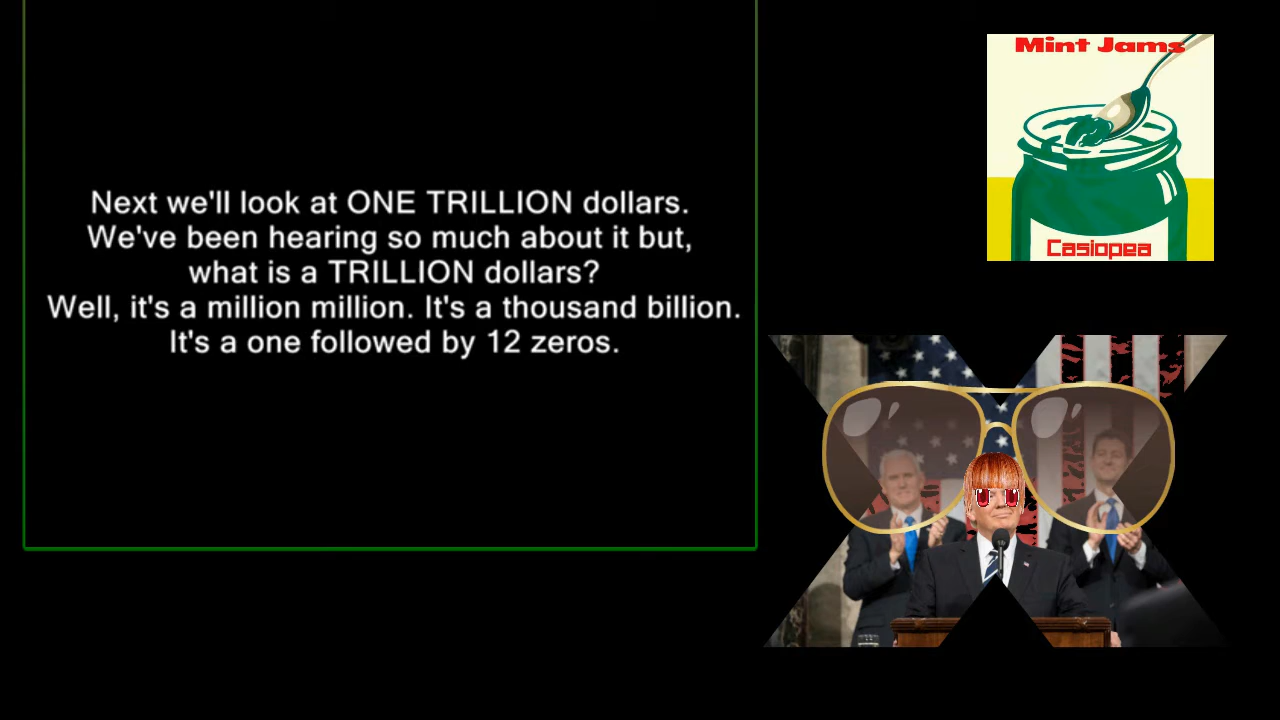 Next we'll look at ONE TRILLION dollars.
We've been hearing so much about it but,
what is a TRILLION dollars?
Well, it's a million million. It's a thousand billion.
It's a one followed by 12 zeros.
Mint Jams
Casiopea